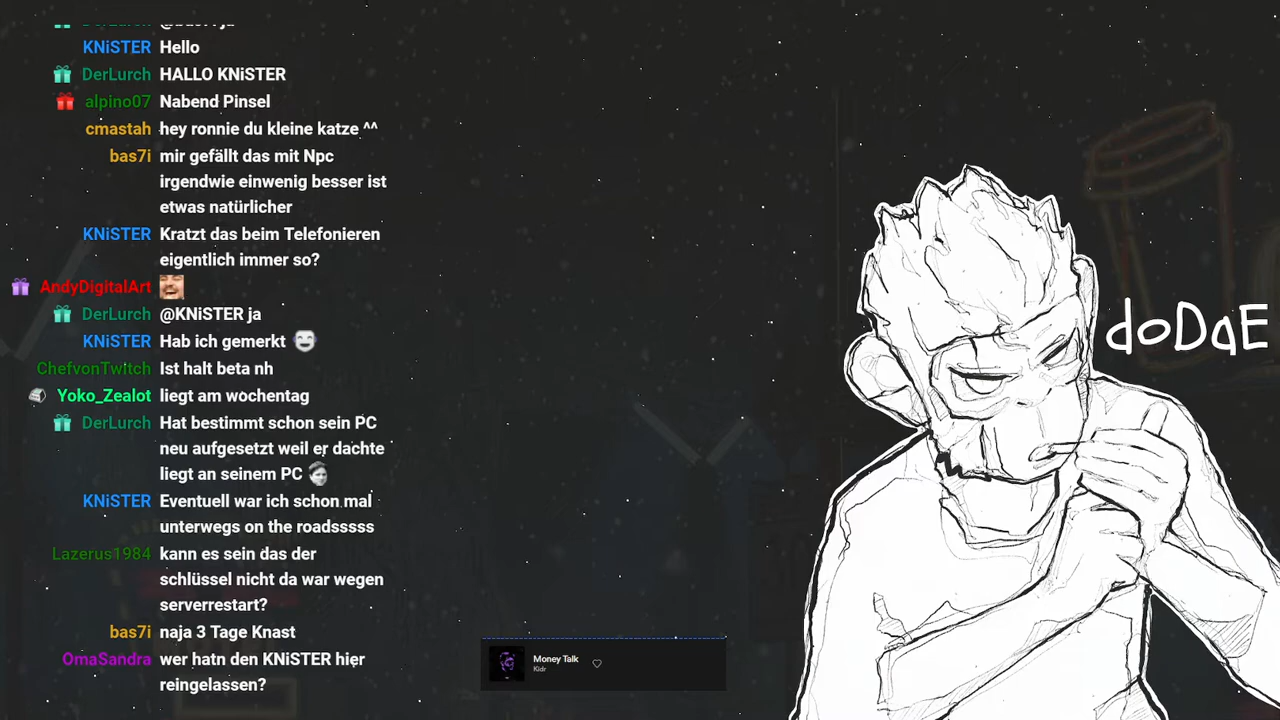 KNiSTER Hello
DerLurch HALLO KNiSTER
alpino07 Nabend Pinsel
cmastah hey ronnie du kleine katze ^^
bas7i mir gefällt das mit Npc
irgendwie einwenig besser ist
etwas natürlicher
KNiSTER Kratzt das beim Telefonieren
eigentlich immer so?
AndyDigitalArt
DerLurch @KNiSTER ja
KNiSTER Hab ich gemerkt
ChefvonTwitch Ist halt beta nh
Yoko_Zealot liegt am wochentag
DerLurch Hat bestimmt schon sein PC
neu aufgesetzt weil er dachte
liegt an seinem PC
KNiSTER Eventuell war ich schon mal
unterwegs on the roadsssss
Lazerus1984 kann es sein das der
schlüssel nicht da war wegen
serverrestart?
bas7i naja 3 Tage Knast
OmaSandra wer hatn den KNiSTER hier
reingelassen?
Money Talk
Kidr
doDaE